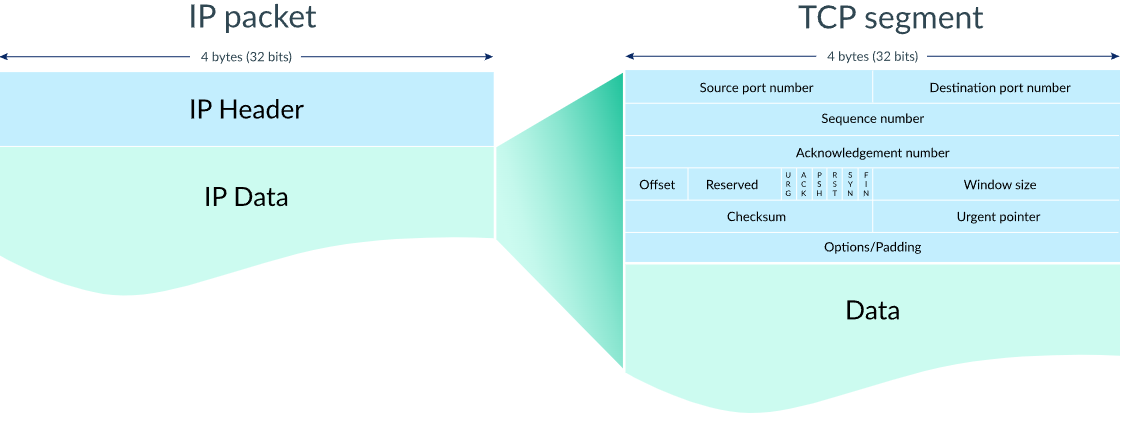 IP packet
4 bytes (32 bits)
IP Header
IP Data
TCP segment
4 bytes (32 bits)
Source port number
Destination port number
Sequence number
Acknowledgement number
Offset
Reserved
URG
ACK
PSH
RST
SYN
FIN
Window size
Checksum
Urgent pointer
Options/Padding
Data